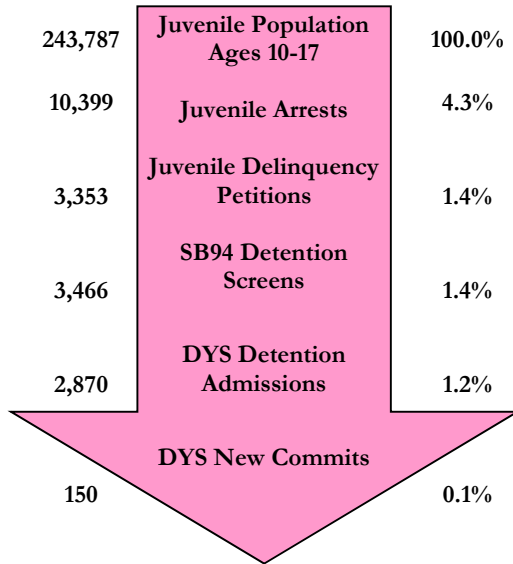 243,787 Juvenile Population 100.0%
Ages 10-17
10,399 Juvenile Arrests 4.3%
Juvenile Delinquency
3,353 Petitions 1.4%
SB94 Detention
3,466 Screens 1.4%
DYS Detention
2,870 Admissions 1.2%
DYS New Commits
150 0.1%